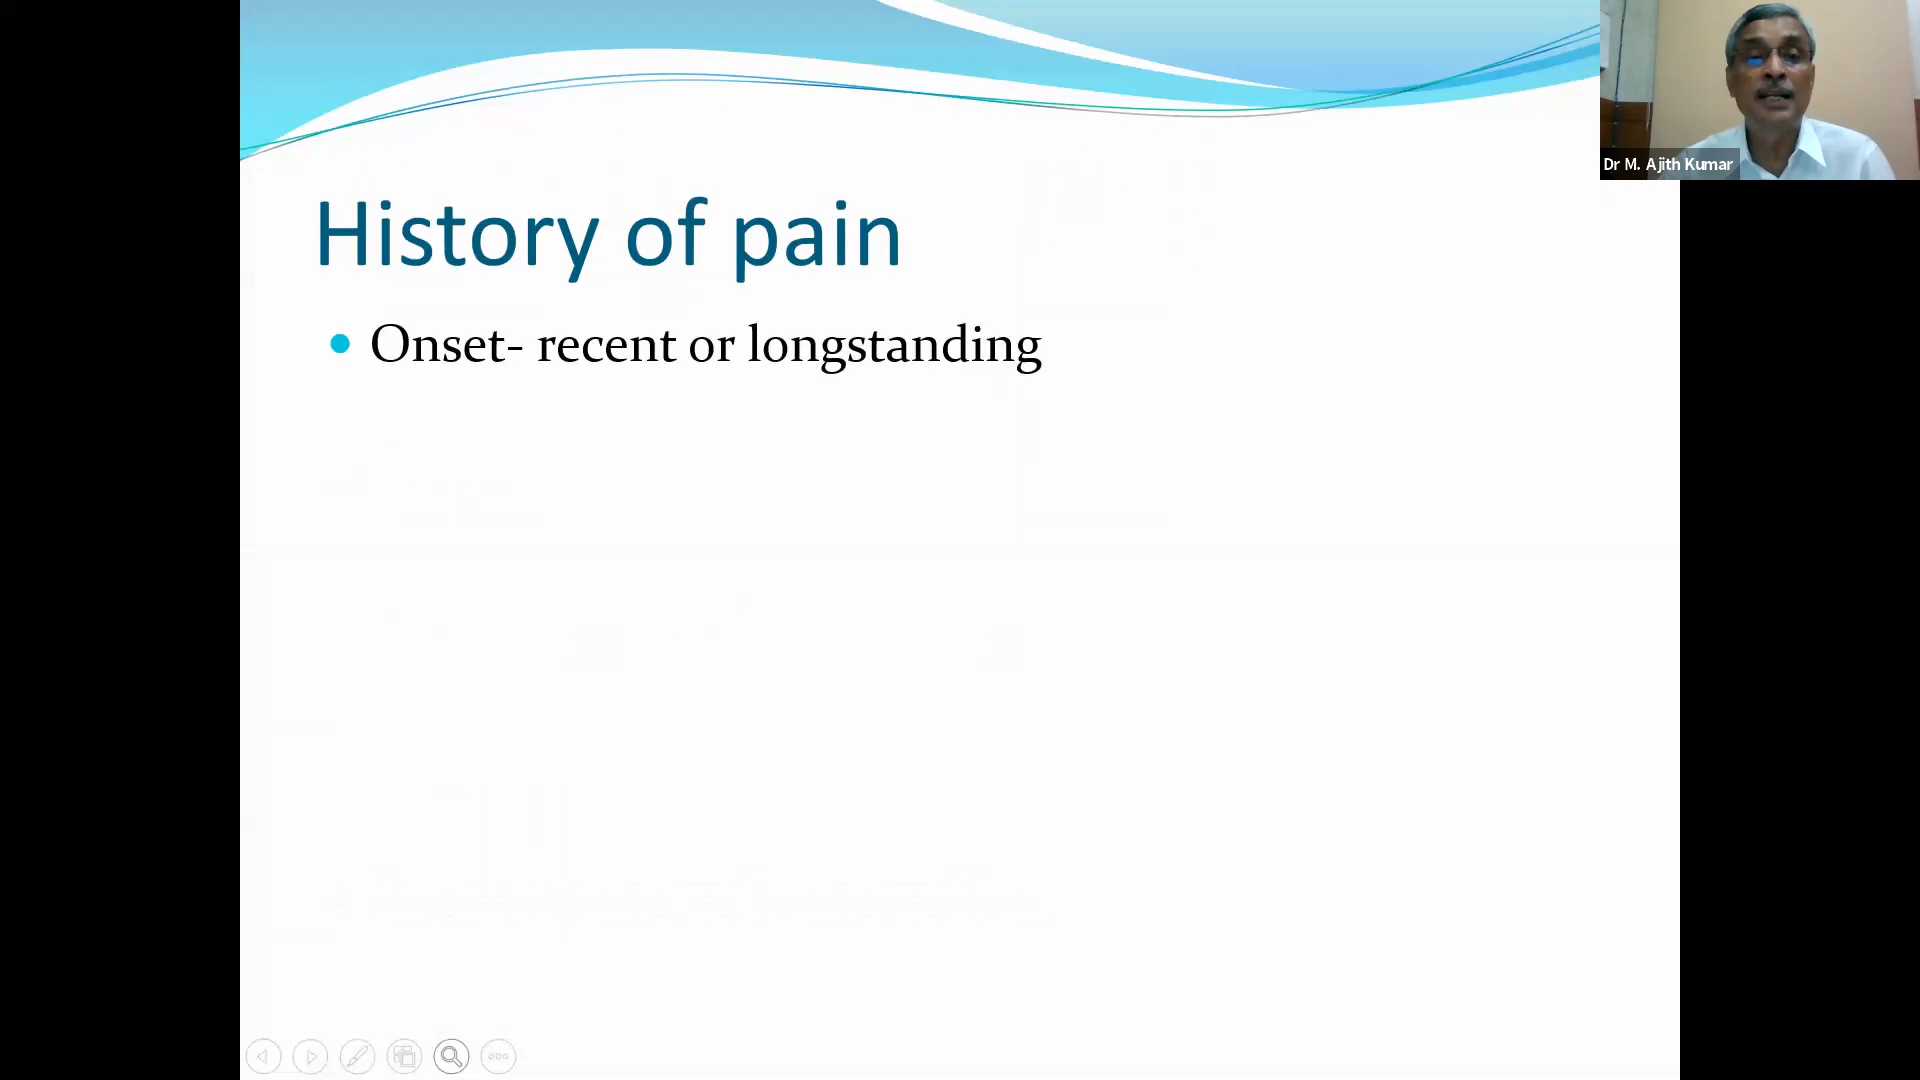 Dr M. Ajith Kumar
History of pain
Onset- recent or longstanding